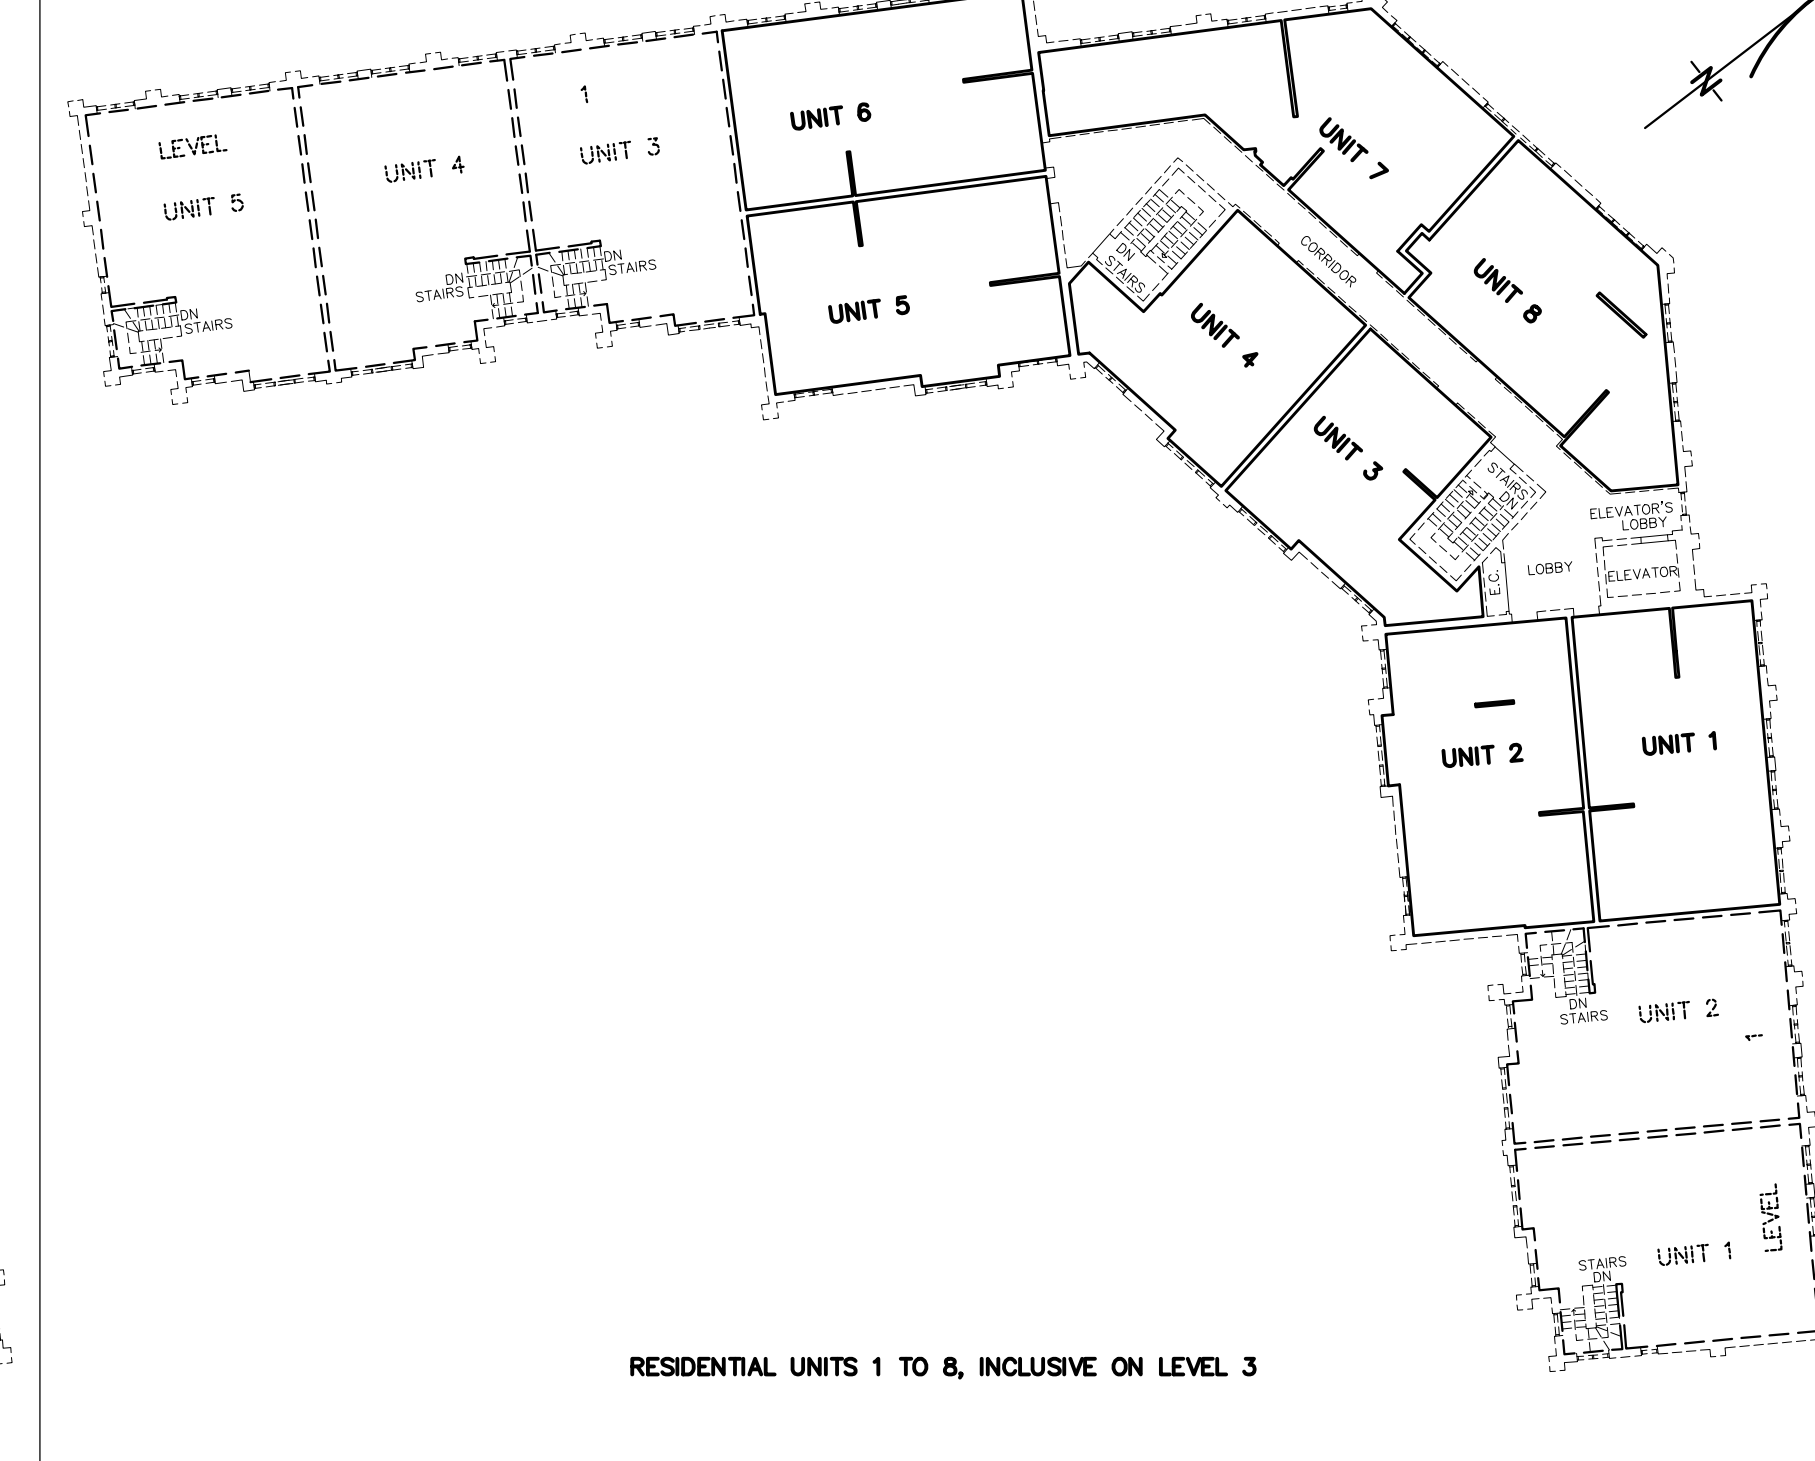 N
1
UNIT 6
LEVEL
UNIT 3
UNIT 7
UNIT 4
UNIT 5
CORRIDOR
DN
STAIRS
DN
STAIRS
DN
STAIRS
UNIT 8
UNIT 5
DN
STAIRS
UNIT 4
UNIT 3
STAIRS
DN
ELEVATOR'S
LOBBY
LOBBY
ELEVATOR
E.C.
UNIT 2
UNIT 1
DN
STAIRS
UNIT 2
1
LEVEL
UNIT 1
STAIRS
DN
RESIDENTIAL UNITS 1 TO 8, INCLUSIVE ON LEVEL 3